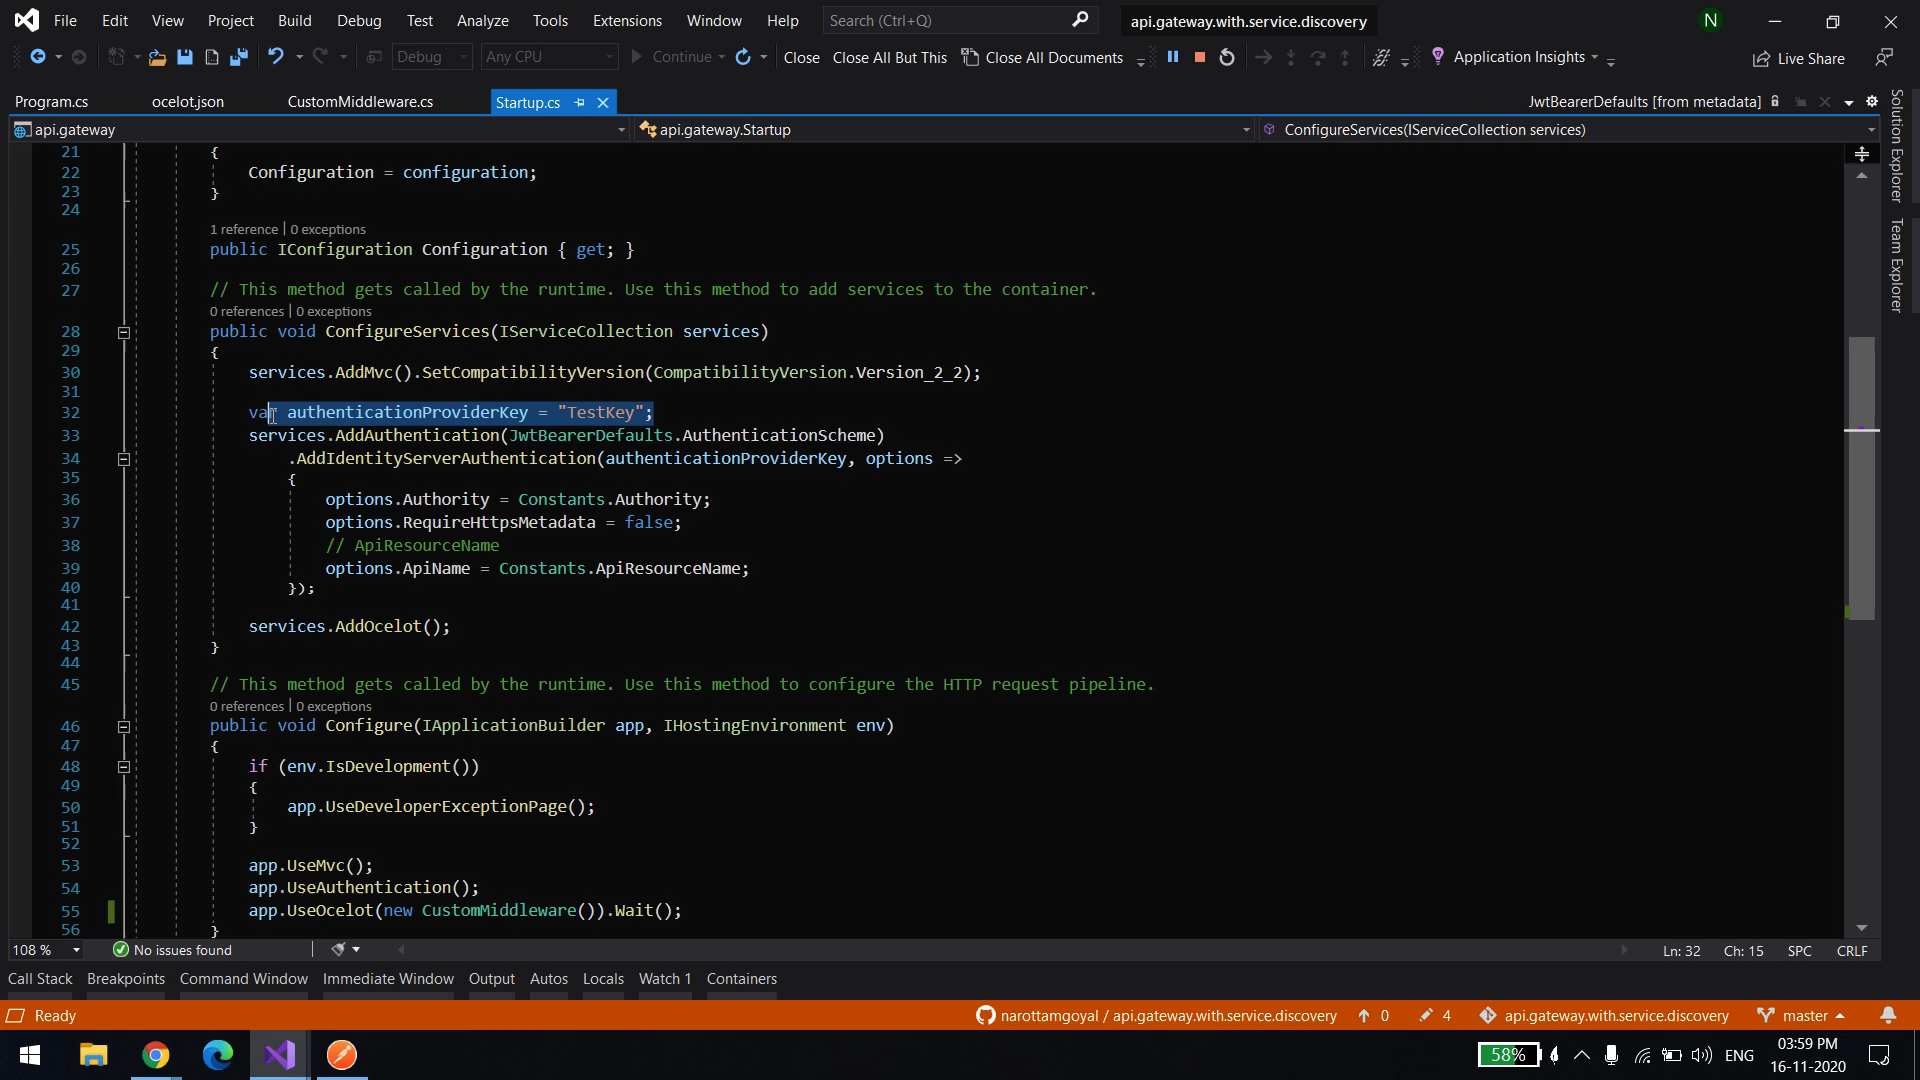 File Edit View Project Build Debug Test Analyze Tools Extensions Window Help Search (Ctrl+Q) api.gateway.with.service.discovery N
Debug Any CPU Continue Close Close All But This Close All Documents Application Insights Live Share
Program.cs ocelot.json CustomMiddleware.cs Startup.cs JwtBearerDefaults [from metadata]
api.gateway api.gateway.Startup ConfigureServices(IServiceCollection services)
Solution Explorer
Team Explorer
21 {
22 Configuration = configuration;
23 }
24
1 reference | 0 exceptions
25 public IConfiguration Configuration { get; }
26
27 // This method gets called by the runtime. Use this method to add services to the container.
0 references | 0 exceptions
28 public void ConfigureServices(IServiceCollection services)
29 {
30 services.AddMvc().SetCompatibilityVersion(CompatibilityVersion.Version_2_2);
31
32 var authenticationProviderKey = "TestKey";
33 services.AddAuthentication(JwtBearerDefaults.AuthenticationScheme)
34 .AddIdentityServerAuthentication(authenticationProviderKey, options =>
35 {
36 options.Authority = Constants.Authority;
37 options.RequireHttpsMetadata = false;
38 // ApiResourceName
39 options.ApiName = Constants.ApiResourceName;
40 });
41
42 services.AddOcelot();
43 }
44
45 // This method gets called by the runtime. Use this method to configure the HTTP request pipeline.
0 references | 0 exceptions
46 public void Configure(IApplicationBuilder app, IHostingEnvironment env)
47 {
48 if (env.IsDevelopment())
49 {
50 app.UseDeveloperExceptionPage();
51 }
52
53 app.UseMvc();
54 app.UseAuthentication();
55 app.UseOcelot(new CustomMiddleware()).Wait();
56 }
108 % No issues found Ln: 32 Ch: 15 SPC CRLF
Call Stack Breakpoints Command Window Immediate Window Output Autos Locals Watch 1 Containers
Ready narottamgoyal / api.gateway.with.service.discovery 0 4 api.gateway.with.service.discovery master
58% ENG 03:59 PM
16-11-2020